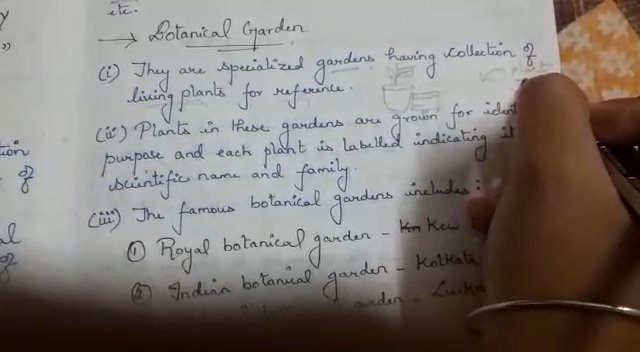 etc.
→ Botanical Garden
(i) They are specialized gardens having collection of
living plants for reference.
(ii) Plants in these gardens are grown for
purpose and each plant is labelled indicating
scientific name and family.
(iii) The famous botanical gardens includes:
① Royal botanical garden - Kew
② Indian botanical garden - Kolkata
garden -